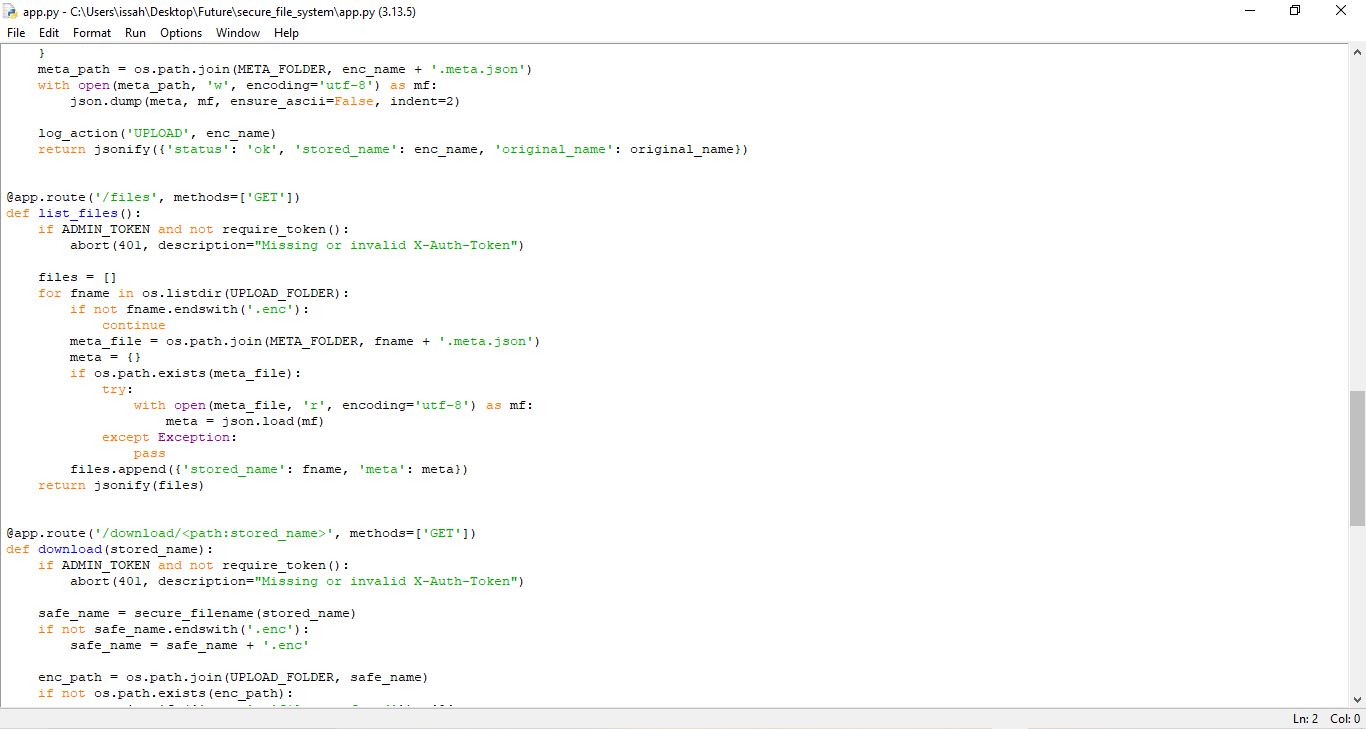 app.py - C:\Users\issah\Desktop\Future\secure_file_system\app.py (3.13.5)
File Edit Format Run Options Window Help
    }
    meta_path = os.path.join(META_FOLDER, enc_name + '.meta.json')
    with open(meta_path, 'w', encoding='utf-8') as mf:
        json.dump(meta, mf, ensure_ascii=False, indent=2)

    log_action('UPLOAD', enc_name)
    return jsonify({'status': 'ok', 'stored_name': enc_name, 'original_name': original_name})


@app.route('/files', methods=['GET'])
def list_files():
    if ADMIN_TOKEN and not require_token():
        abort(401, description="Missing or invalid X-Auth-Token")

    files = []
    for fname in os.listdir(UPLOAD_FOLDER):
        if not fname.endswith('.enc'):
            continue
        meta_file = os.path.join(META_FOLDER, fname + '.meta.json')
        meta = {}
        if os.path.exists(meta_file):
            try:
                with open(meta_file, 'r', encoding='utf-8') as mf:
                    meta = json.load(mf)
            except Exception:
                pass
        files.append({'stored_name': fname, 'meta': meta})
    return jsonify(files)


@app.route('/download/<path:stored_name>', methods=['GET'])
def download(stored_name):
    if ADMIN_TOKEN and not require_token():
        abort(401, description="Missing or invalid X-Auth-Token")

    safe_name = secure_filename(stored_name)
    if not safe_name.endswith('.enc'):
        safe_name = safe_name + '.enc'

    enc_path = os.path.join(UPLOAD_FOLDER, safe_name)
    if not os.path.exists(enc_path):
Ln: 2 Col: 0